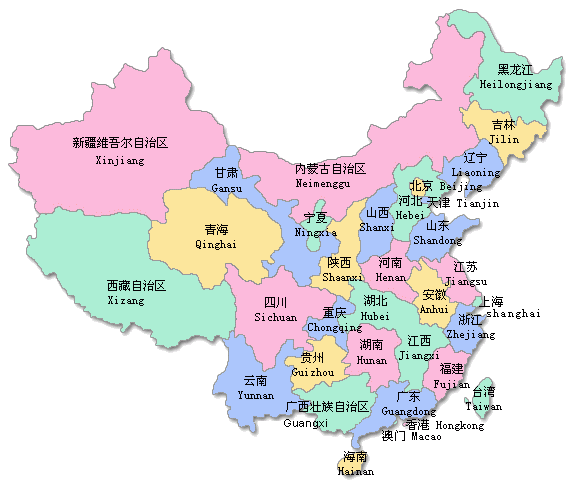 黑龙江
Heilongjiang
吉林
Jilin
新疆维吾尔自治区
Xinjiang
辽宁
Liaoning
内蒙古自治区
Neimenggu
甘肃
Gansu
北京 Beijing
河北
Hebei
天津 Tianjin
宁夏
Ningxia
山西
Shanxi
山东
Shandong
青海
Qinghai
陕西
Shaanxi
河南
Henan
江苏
Jiangsu
西藏自治区
Xizang
四川
Sichuan
湖北
Hubei
安徽
Anhui
上海
shanghai
重庆
Chongqing
浙江
Zhejiang
湖南
Hunan
江西
Jiangxi
贵州
Guizhou
福建
Fujian
云南
Yunnan
台湾
Taiwan
广西壮族自治区
Guangxi
广东
Guangdong
香港 Hongkong
澳门 Macao
海南
Hainan